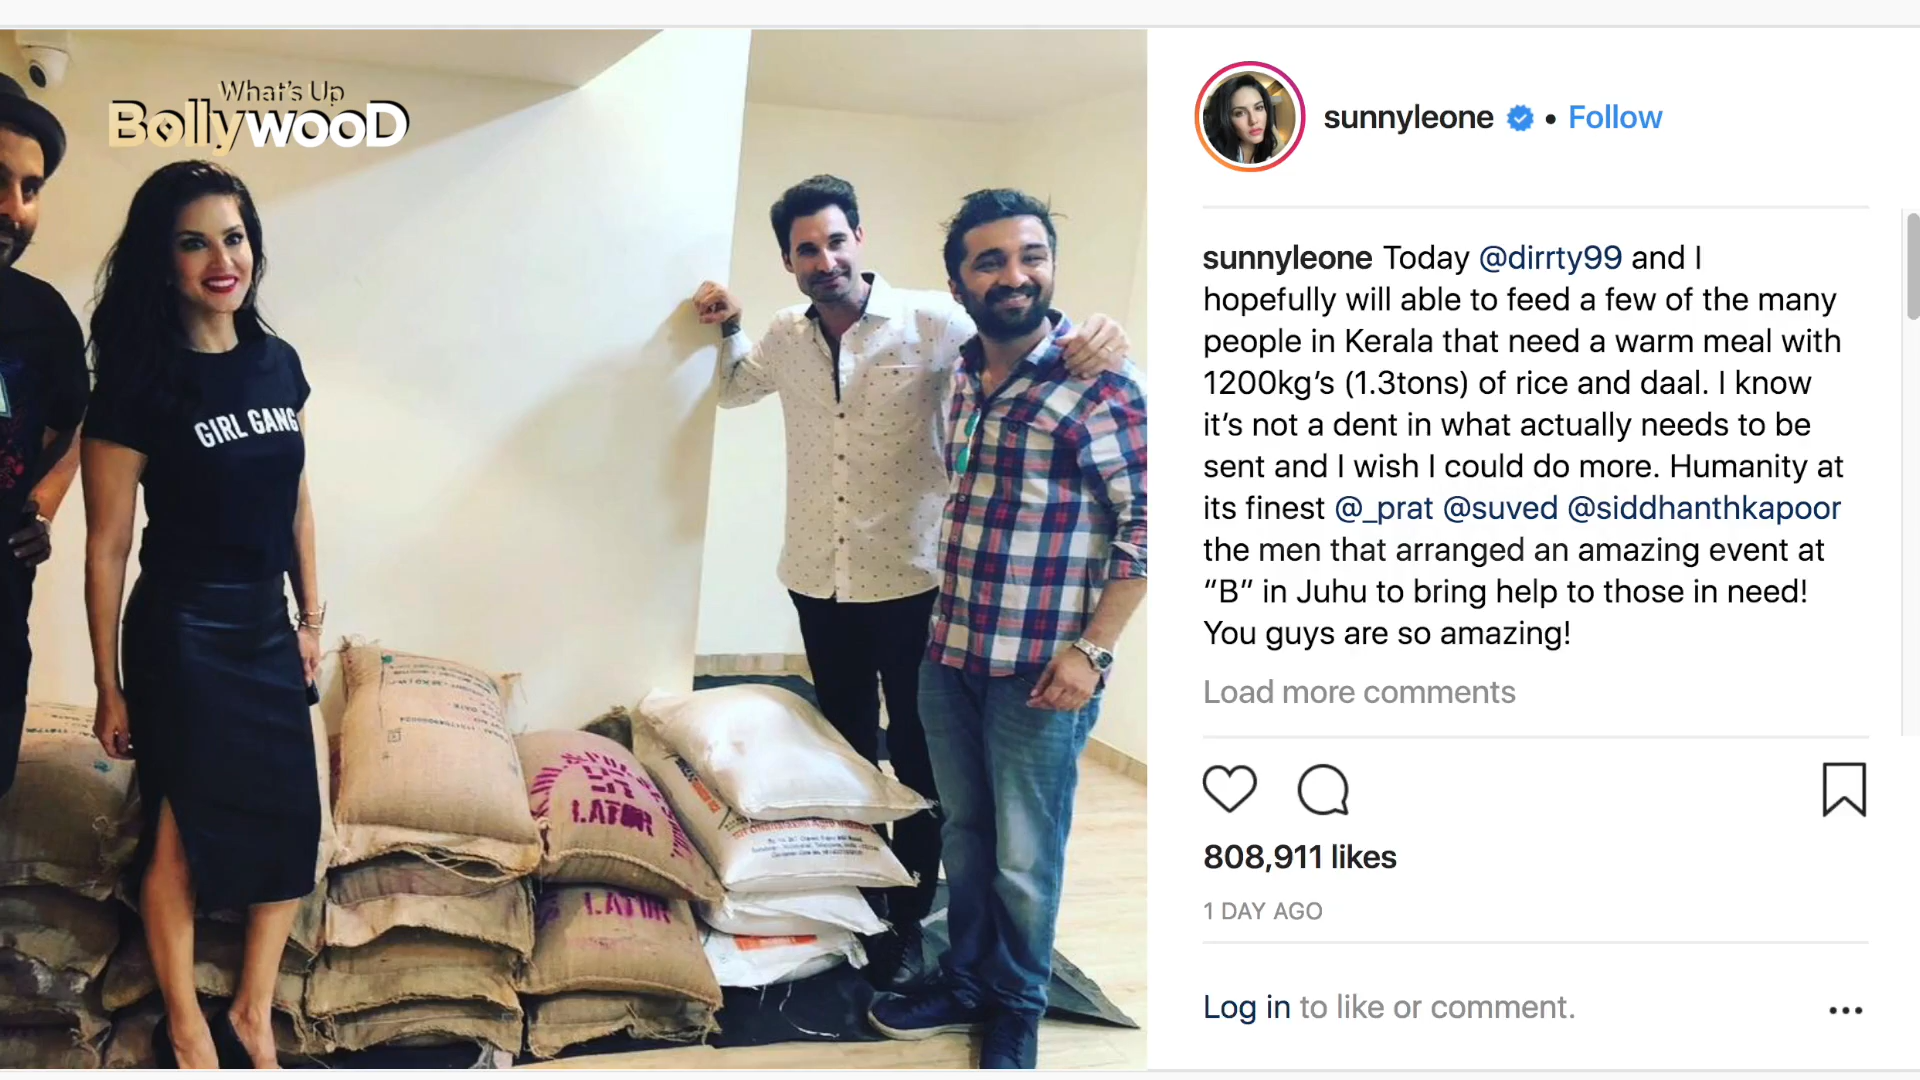 What's Up
BollywooD
GIRL GANG
LATUR
LATUR
sunnyleone • Follow
sunnyleone Today @dirrty99 and I
hopefully will able to feed a few of the many
people in Kerala that need a warm meal with
1200kg’s (1.3tons) of rice and daal. I know
it’s not a dent in what actually needs to be
sent and I wish I could do more. Humanity at
its finest @_prat @suved @siddhanthkapoor
the men that arranged an amazing event at
“B” in Juhu to bring help to those in need!
You guys are so amazing!
Load more comments
808,911 likes
1 DAY AGO
Log in to like or comment.